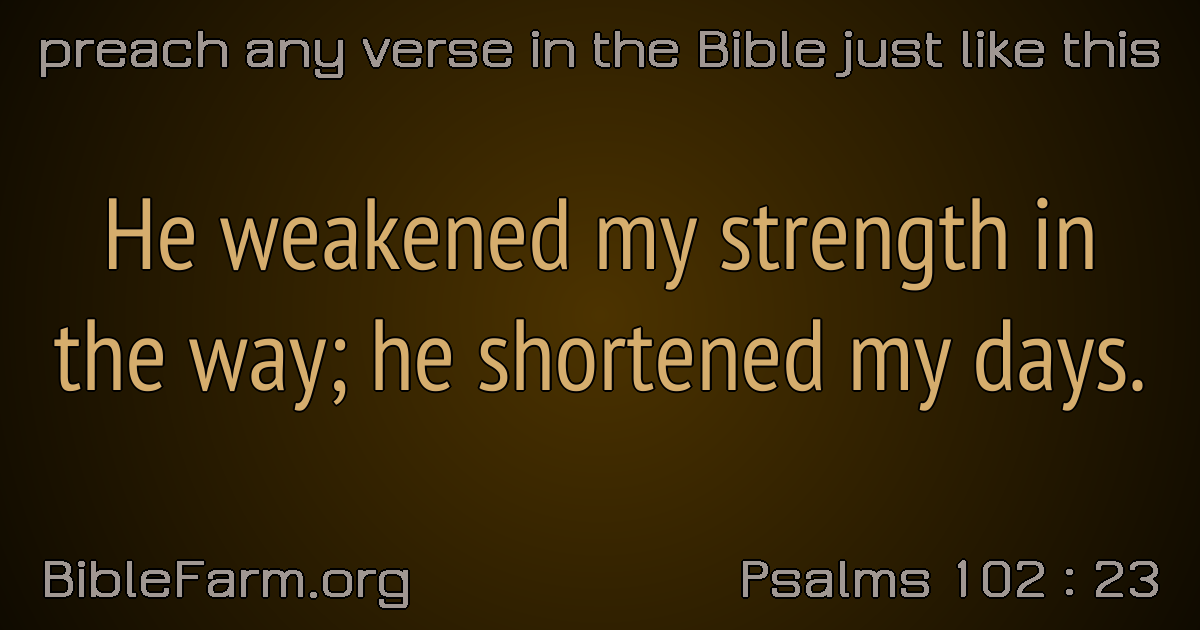 preach any verse in the Bible just like this
He weakened my strength in
the way; he shortened my days.
BibleFarm.org
Psalms 102 : 23